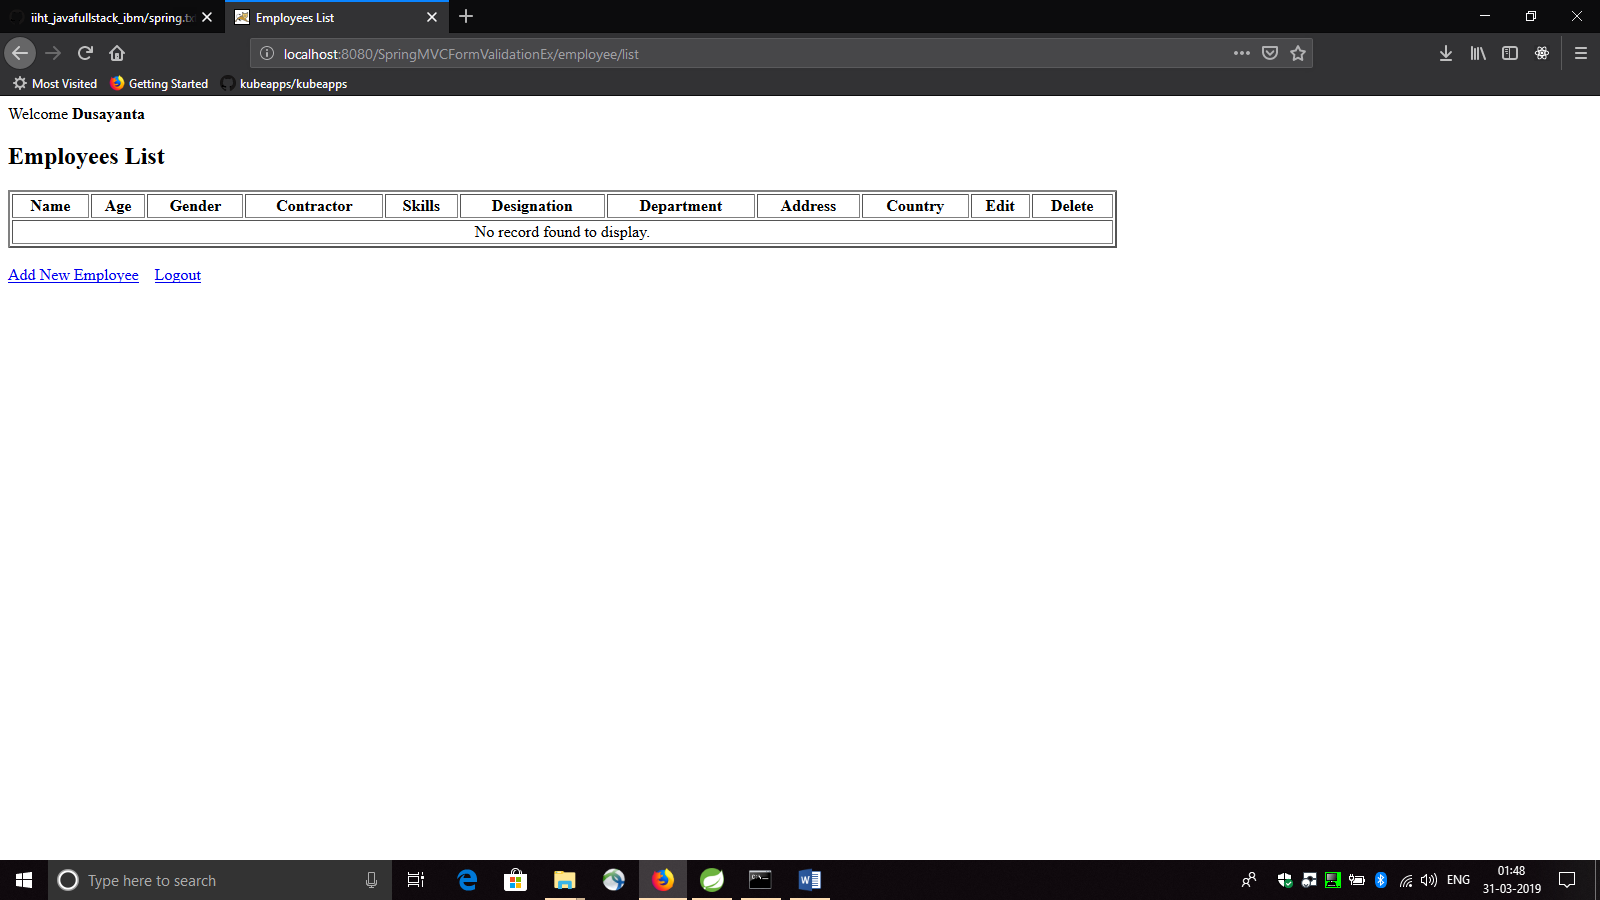 iiht_javafullstack_ibm/spring.tx
Employees List
localhost:8080/SpringMVCFormValidationEx/employee/list
Most Visited Getting Started kubeapps/kubeapps
Welcome Dusayanta
Employees List
Name Age Gender Contractor Skills Designation Department Address Country Edit Delete
No record found to display.
Add New Employee Logout
Type here to search
ENG
01:48
31-03-2019